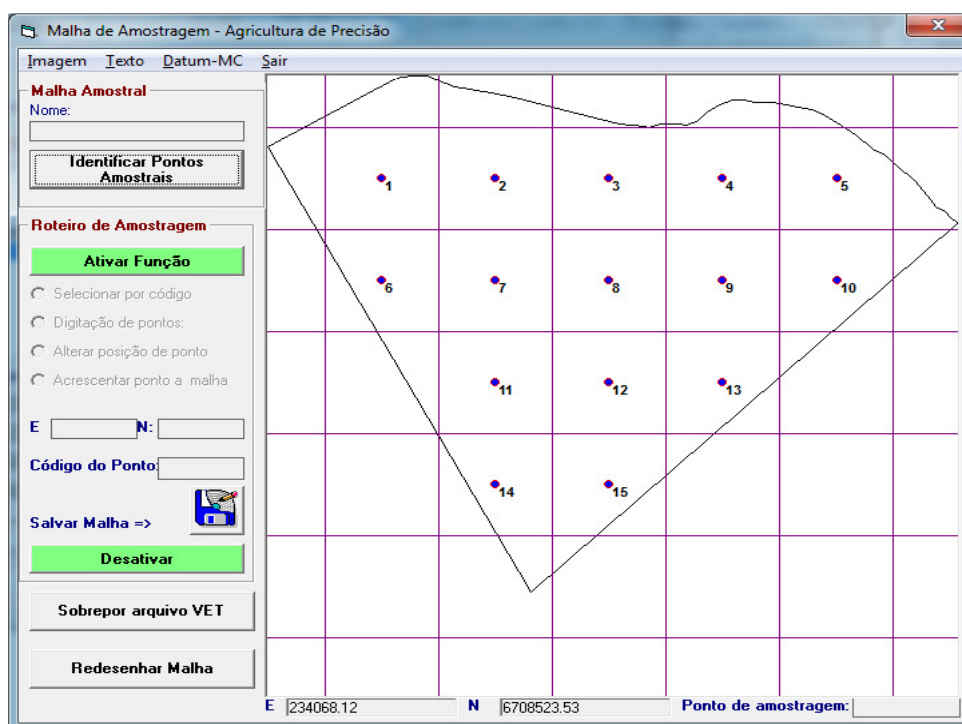 Malha de Amostragem - Agricultura de Precisão
Imagem Texto Datum-MC Sair
Malha Amostral
Nome:
Identificar Pontos
Amostrais
Roteiro de Amostragem
Ativar Função
Selecionar por código
Digitação de pontos:
Alterar posição de ponto
Acrescentar ponto a malha
E N:
Código do Ponto:
Salvar Malha =>
Desativar
Sobrepor arquivo VET
Redesenhar Malha
1 2 3 4 5
6 7 8 9 10
11 12 13
14 15
E 234068.12 N 6708523.53 Ponto de amostragem: